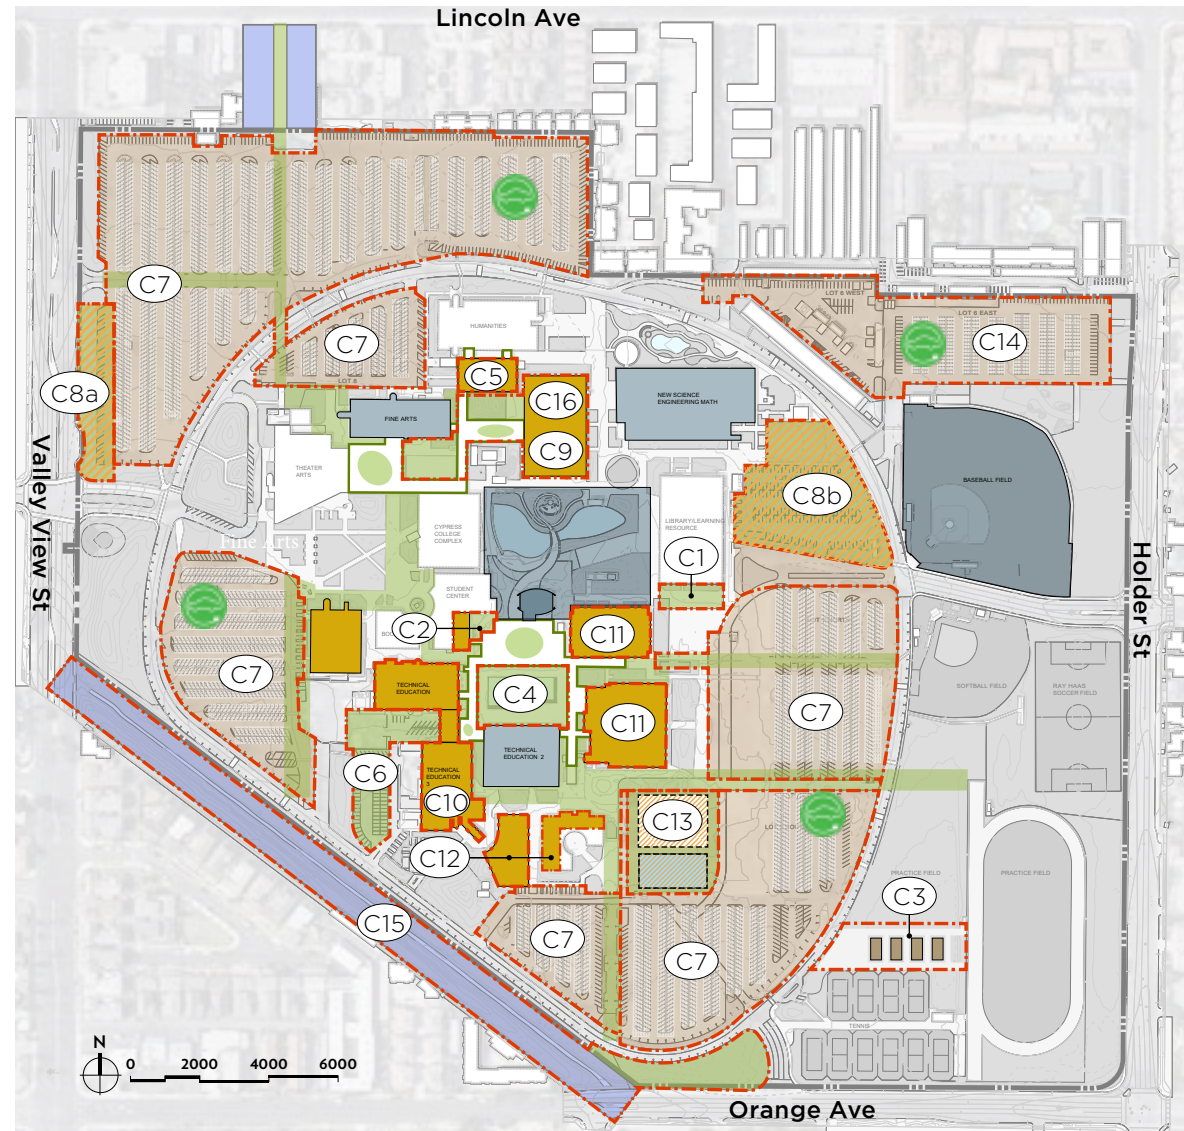 Lincoln Ave
C7
LOT 6 WEST
LOT 6 EAST
C14
HUMANITIES
C7
LOT 8
C5
C8a
C16
NEW SCIENCE
ENGINEERING MATH
FINE ARTS
C9
THEATER
ARTS
C8b
BASEBALL FIELD
Valley View St
LIBRARY/LEARNING
RESOURCE
CYPRESS
COLLEGE
COMPLEX
Fine Arts
C1
Holder St
STUDENT
CENTER
C2
C11
C7
TECHNICAL
EDUCATION
C4
SOFTBALL FIELD
RAY HAAS
SOCCER FIELD
C11
C7
TECHNICAL
EDUCATION 2
C6
TECHNICAL
EDUCATION
3
C10
C13
C12
PRACTICE FIELD
PRACTICE FIELD
C3
C15
C7
C7
TENNIS
N
0 2000 4000 6000
Orange Ave